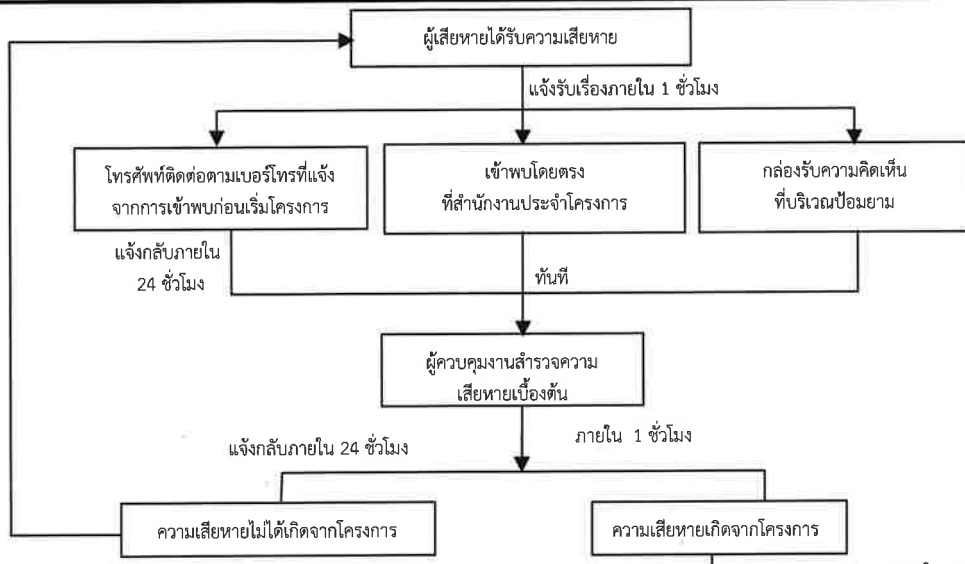 ผู้เสียหายได้รับความเสียหาย
แจ้งรับเรื่องภายใน 1 ชั่วโมง
โทรศัพท์ติดต่อตามเบอร์โทรที่แจ้ง
จากการเข้าพบก่อนเริ่มโครงการ
เข้าพบโดยตรง
ที่สำนักงานประจำโครงการ
กล่องรับความคิดเห็น
ที่บริเวณป้อมยาม
แจ้งกลับภายใน
24 ชั่วโมง
ทันที
ผู้ควบคุมงานสำรวจความ
เสียหายเบื้องต้น
แจ้งกลับภายใน 24 ชั่วโมง
ภายใน 1 ชั่วโมง
ความเสียหายไม่ได้เกิดจากโครงการ
ความเสียหายเกิดจากโครงการ